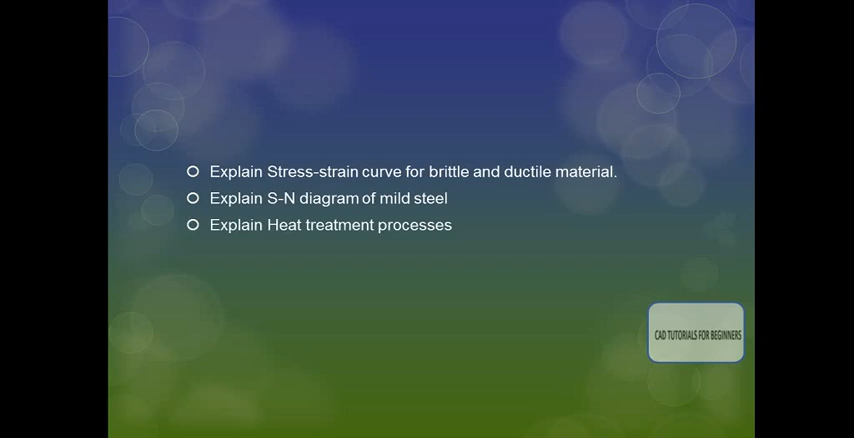 Explain Stress-strain curve for brittle and ductile material.
Explain S-N diagram of mild steel
Explain Heat treatment processes
CAD TUTORIALS FOR BEGINNERS